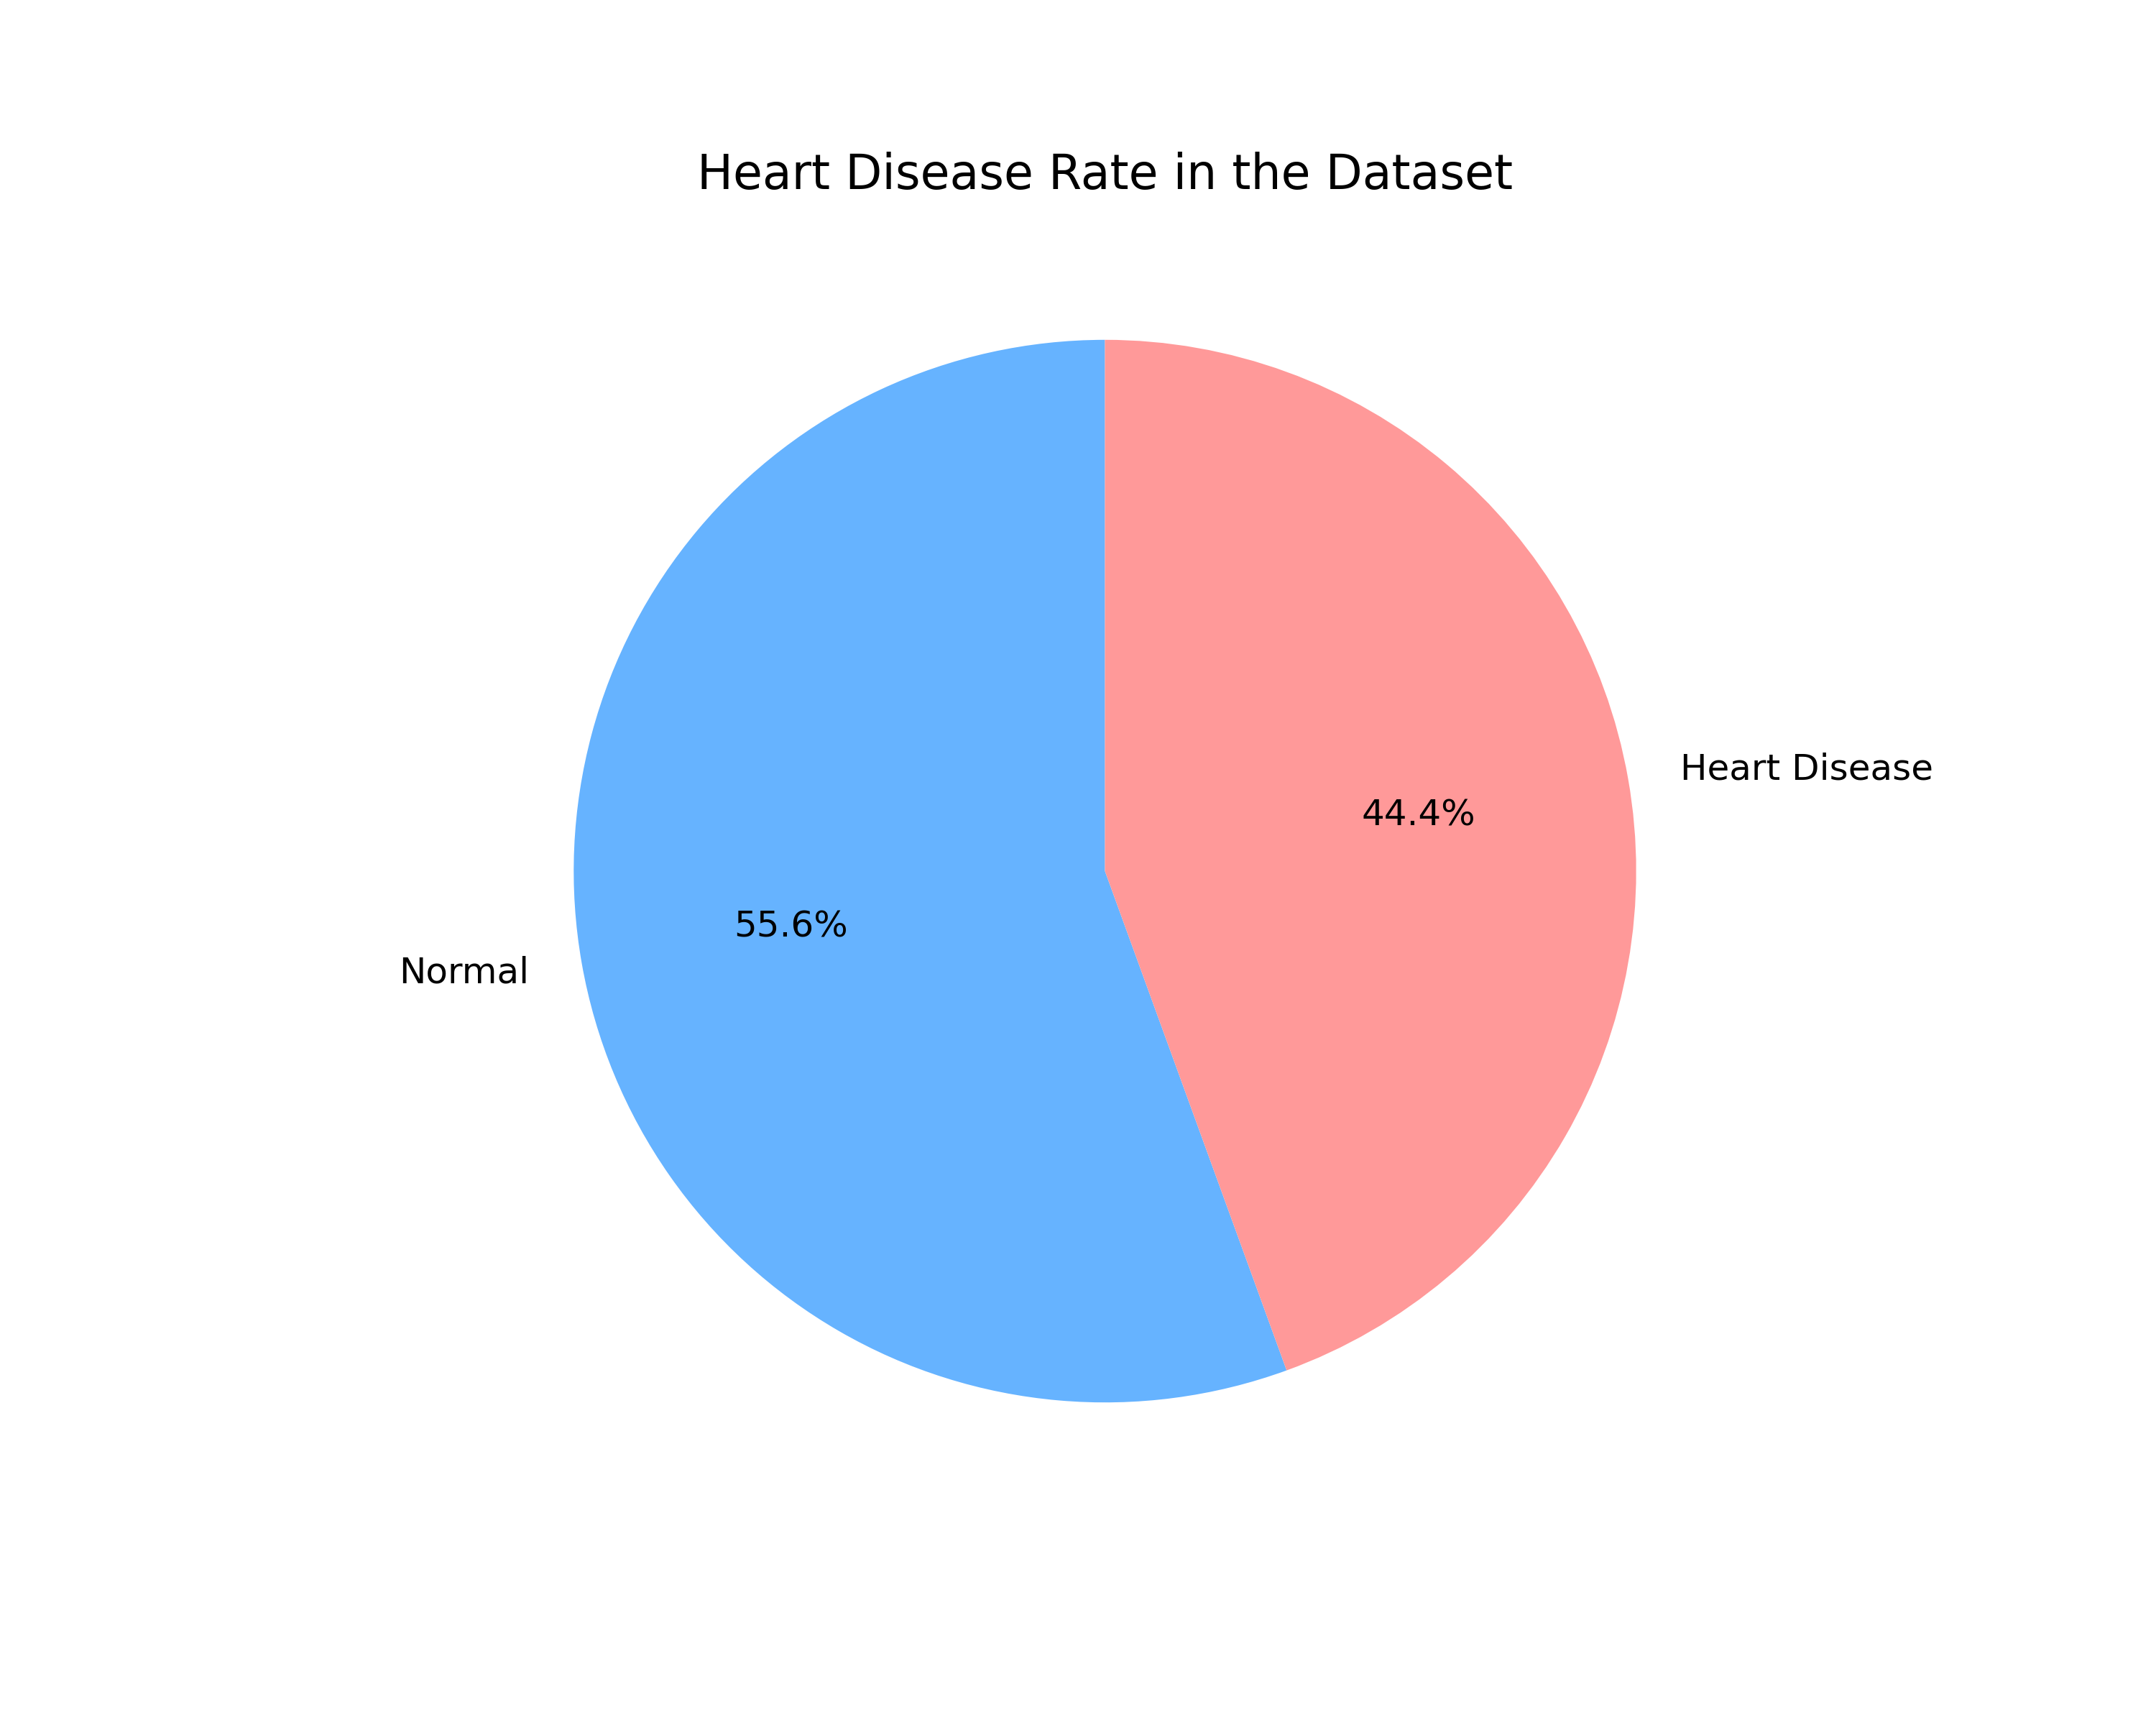 Heart Disease Rate in the Dataset
Heart Disease
44.4%
55.6%
Normal